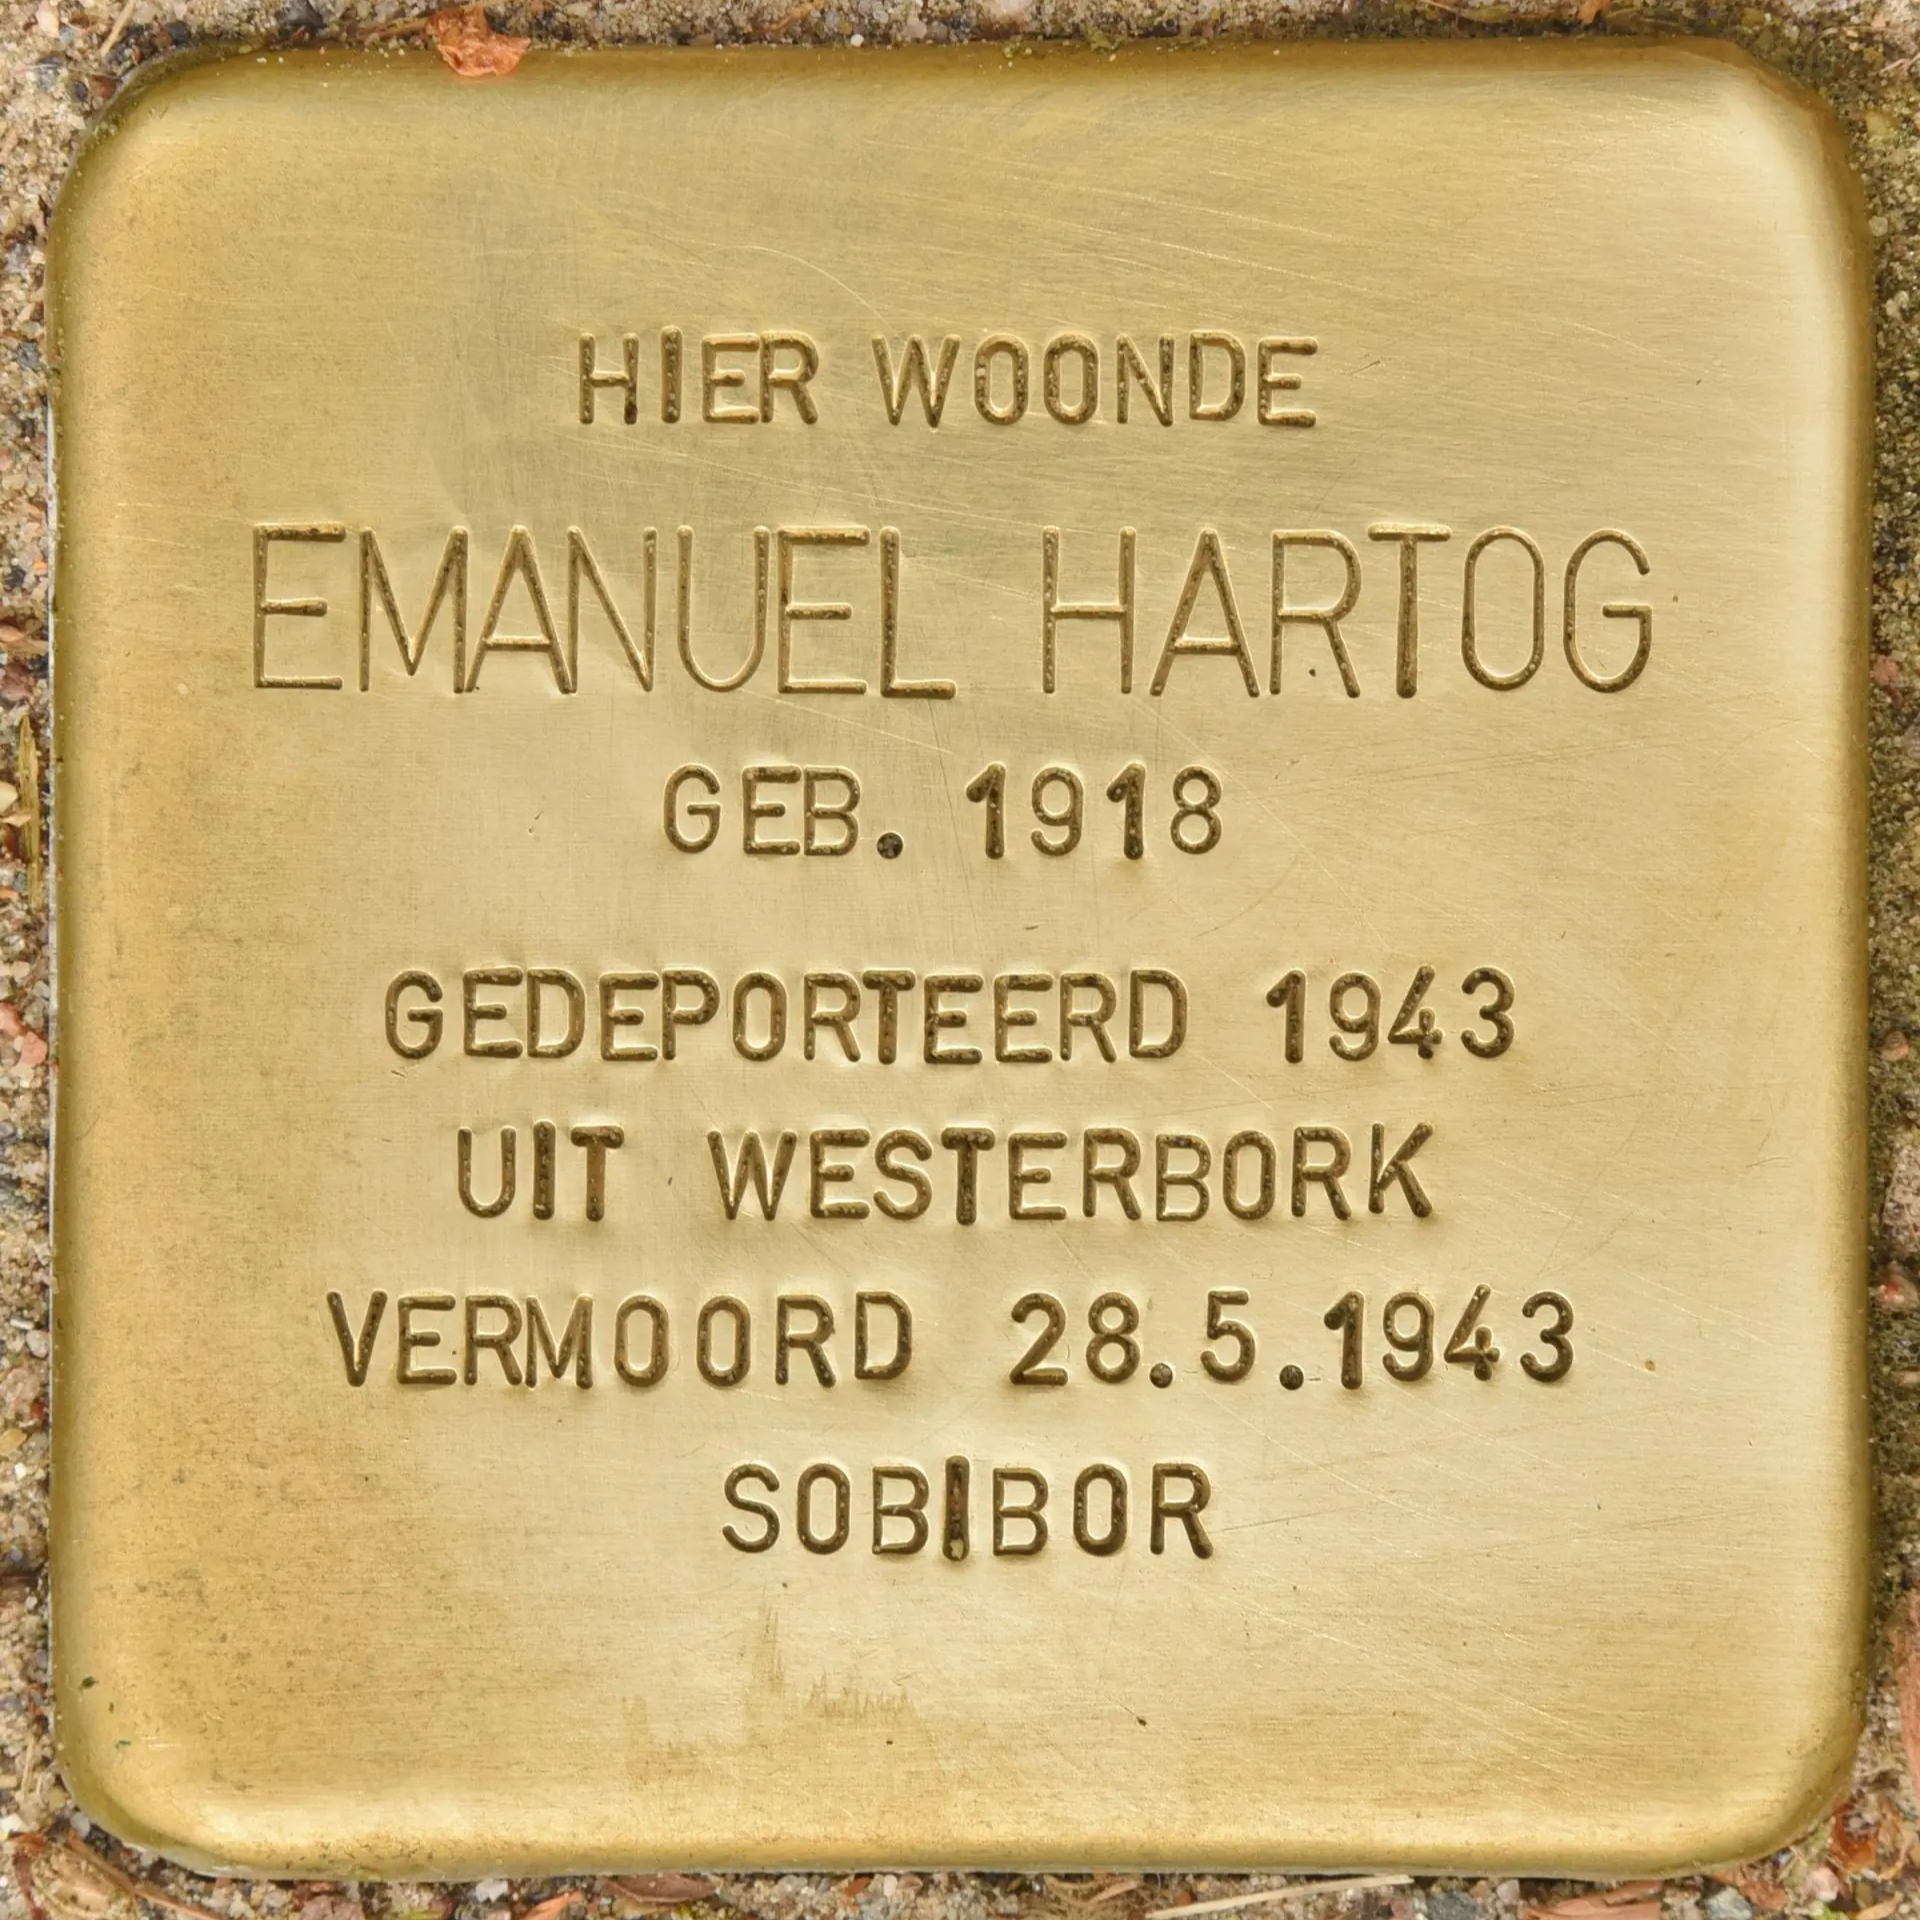 HIER WOONDE
EMANUEL HARTOG
GEB. 1918
GEDEPORTEERD 1943
UIT WESTERBORK
VERMOORD 28.5.1943
SOBIBOR